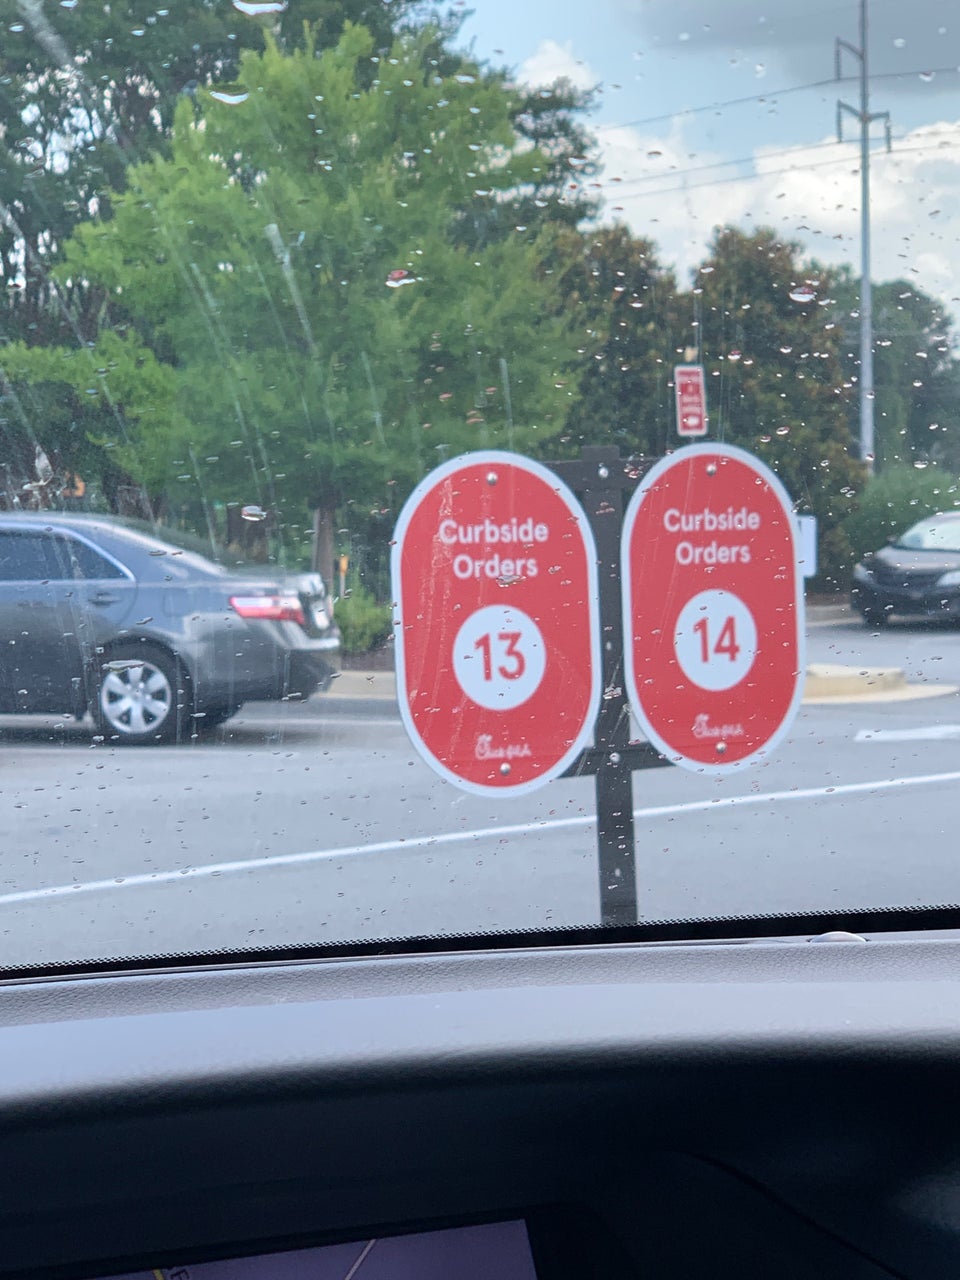 Curbside
Orders
13
Chick-fil-A
Curbside
Orders
14
Chick-fil-A